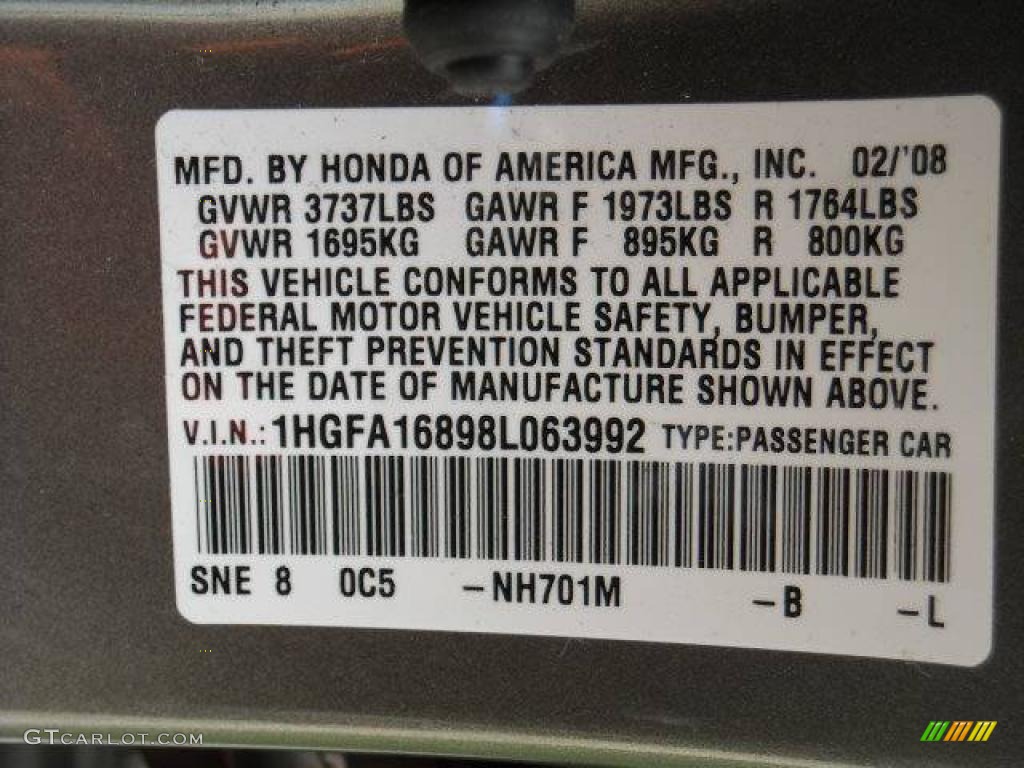 MFD. BY HONDA OF AMERICA MFG., INC. 02/'08
GVWR 3737LBS GAWR F 1973LBS R 1764LBS
GVWR 1695KG GAWR F 895KG R 800KG
THIS VEHICLE CONFORMS TO ALL APPLICABLE
FEDERAL MOTOR VEHICLE SAFETY, BUMPER,
AND THEFT PREVENTION STANDARDS IN EFFECT
ON THE DATE OF MANUFACTURE SHOWN ABOVE.
V.I.N.: 1HGFA16898L063992 TYPE:PASSENGER CAR
SNE 8 0C5 -NH701M -B -L
GTCARLOT.COM